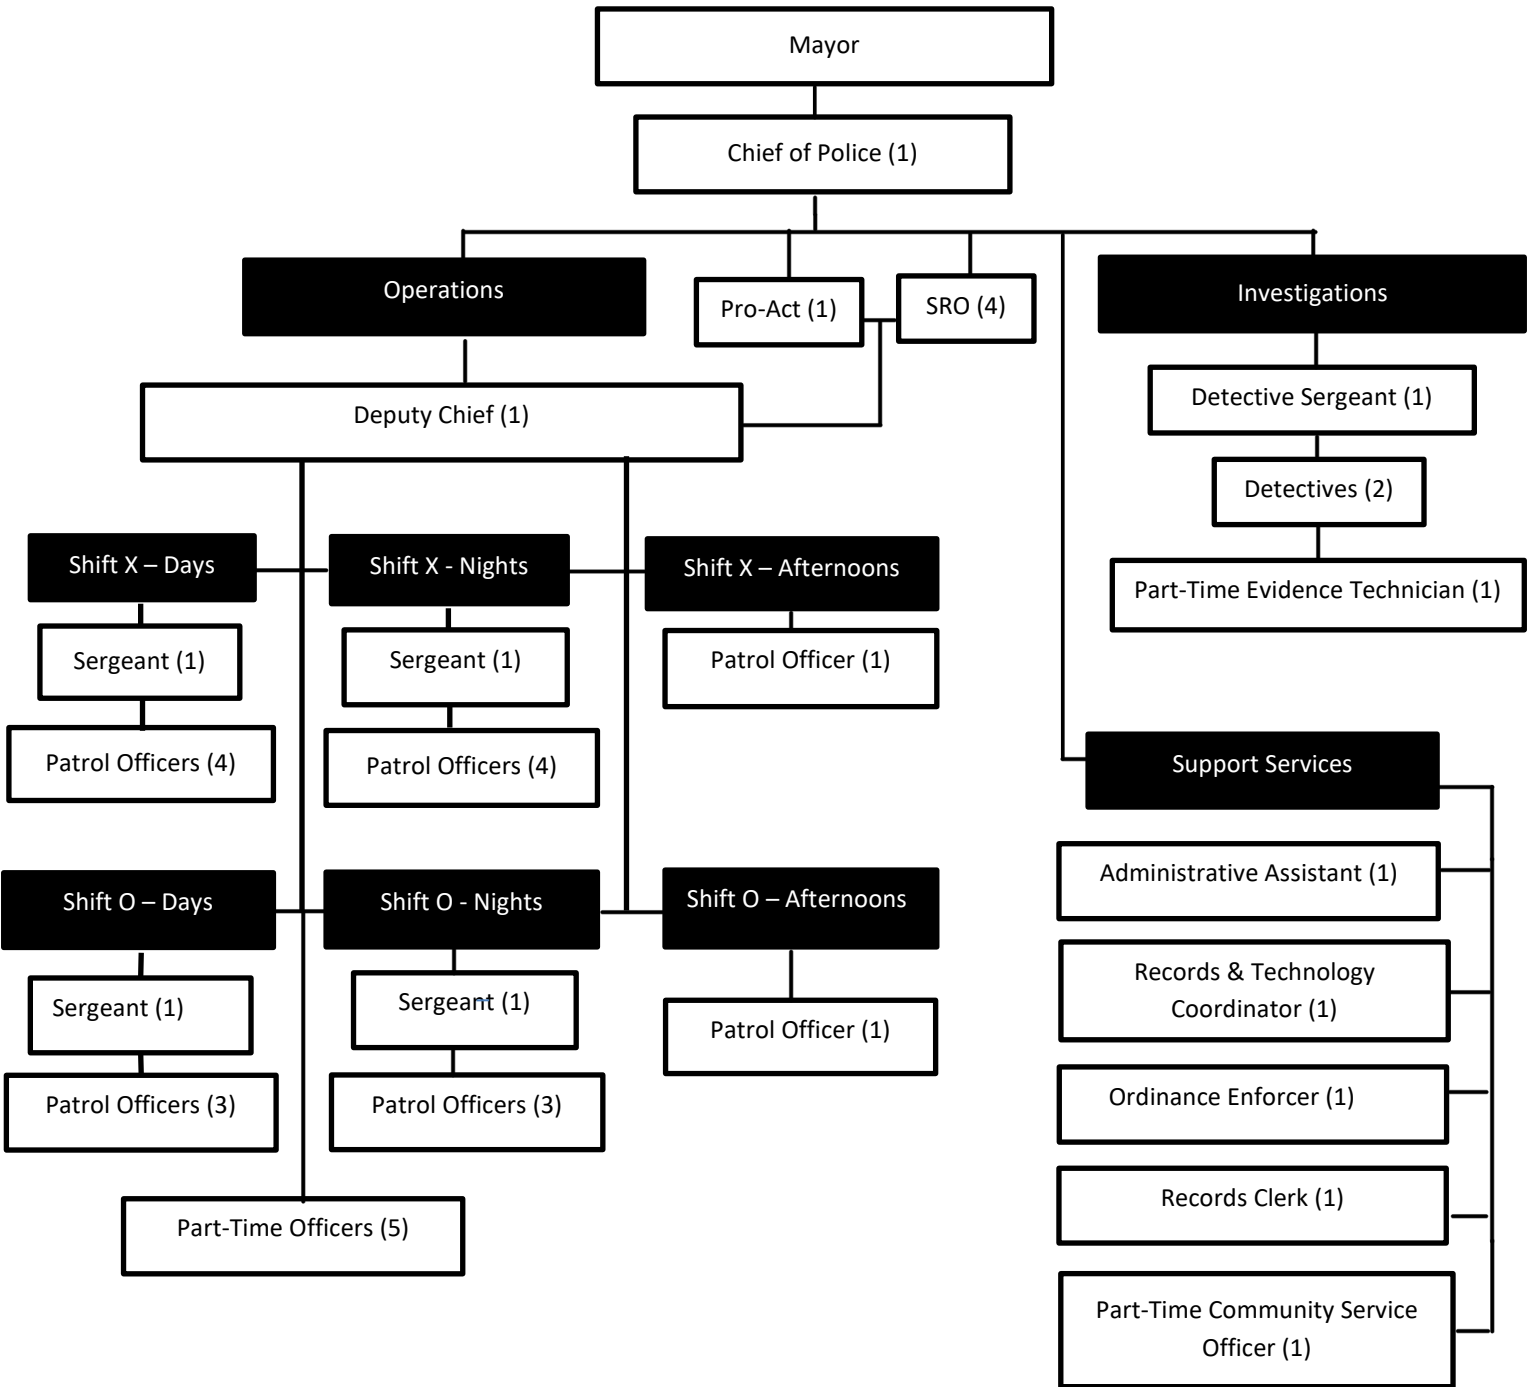 Mayor
Chief of Police (1)
Operations
Pro-Act (1)
SRO (4)
Investigations
Deputy Chief (1)
Detective Sergeant (1)
Detectives (2)
Part-Time Evidence Technician (1)
Shift X – Days
Shift X - Nights
Shift X – Afternoons
Sergeant (1)
Sergeant (1)
Patrol Officer (1)
Patrol Officers (4)
Patrol Officers (4)
Shift O – Days
Shift O - Nights
Shift O – Afternoons
Sergeant (1)
Sergeant (1)
Patrol Officer (1)
Patrol Officers (3)
Patrol Officers (3)
Part-Time Officers (5)
Support Services
Administrative Assistant (1)
Records & Technology
Coordinator (1)
Ordinance Enforcer (1)
Records Clerk (1)
Part-Time Community Service
Officer (1)